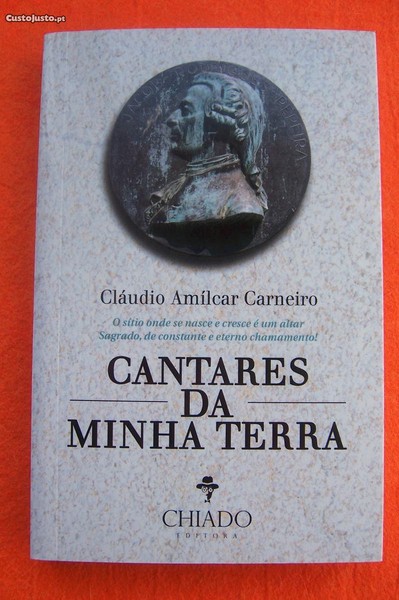 CustoJusto.pt
Cláudio Amílcar Carneiro
O sítio onde se nasce e cresce é um altar
Sagrado, de constante e eterno chamamento!
CANTARES
DA
MINHA TERRA
CHIADO
EDITORA